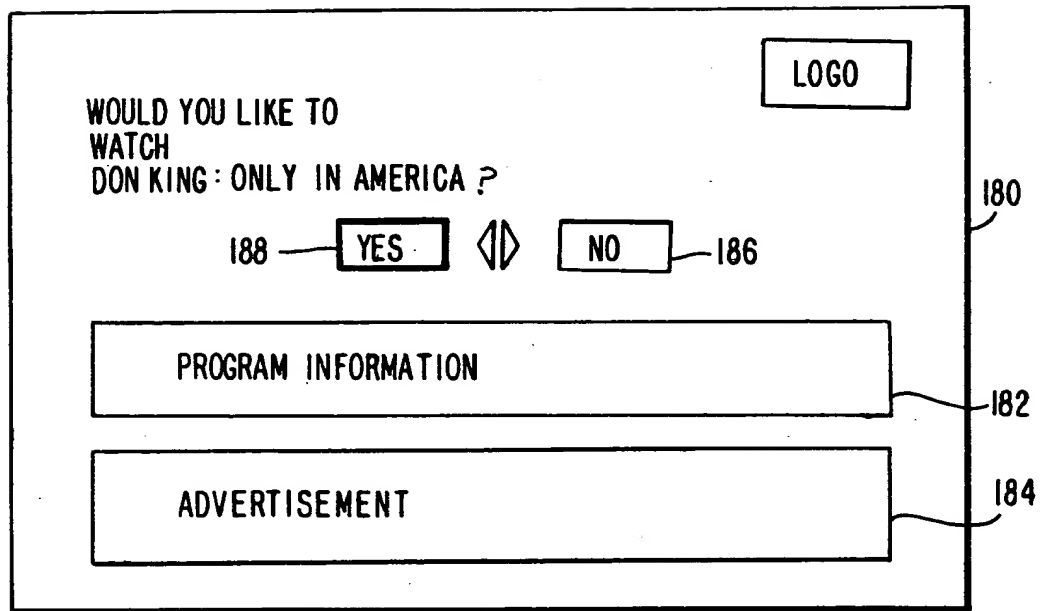 LOGO
WOULD YOU LIKE TO
WATCH
DON KING: ONLY IN AMERICA ?
180
188 YES NO 186
PROGRAM INFORMATION
182
ADVERTISEMENT
184